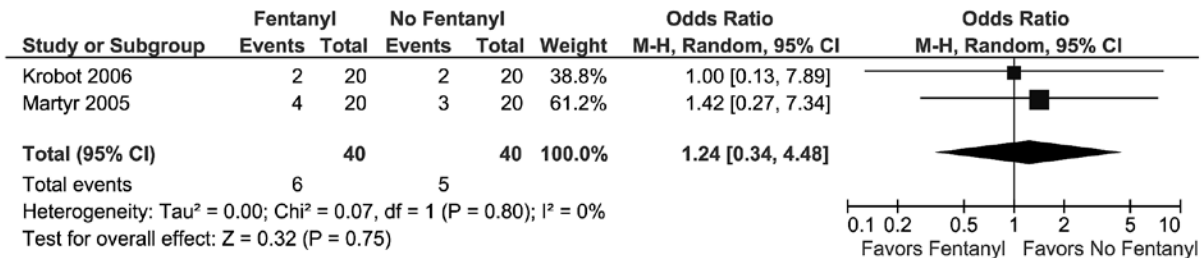 Fentanyl No Fentanyl Odds Ratio Odds Ratio
Study or Subgroup Events Total Events Total Weight M-H, Random, 95% CI M-H, Random, 95% CI
Krobot 2006 2 20 2 20 38.8% 1.00 [0.13, 7.89]
Martyr 2005 4 20 3 20 61.2% 1.42 [0.27, 7.34]
Total (95% CI) 40 40 100.0% 1.24 [0.34, 4.48]
Total events 6 5
Heterogeneity: Tau² = 0.00; Chi² = 0.07, df = 1 (P = 0.80); I² = 0%
Test for overall effect: Z = 0.32 (P = 0.75)
0.1 0.2 0.5 1 2 5 10
Favors Fentanyl Favors No Fentanyl